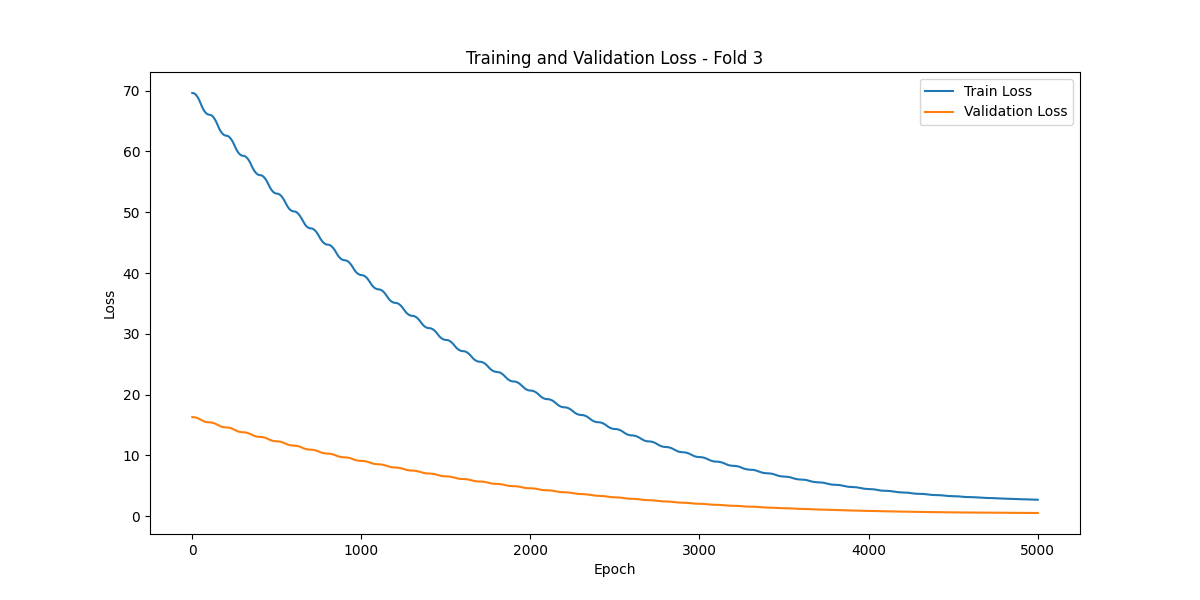 Training and Validation Loss - Fold 3
Train Loss
Validation Loss
70
60
50
40
30
20
10
0
Loss
0 1000 2000 3000 4000 5000
Epoch